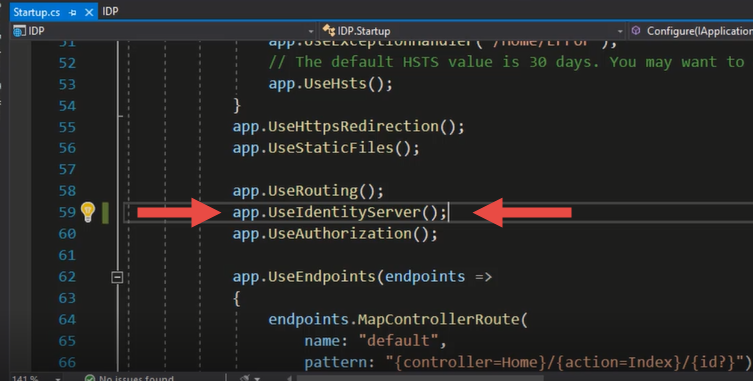 Startup.cs IDP
IDP IDP.Startup Configure(IApplication
51 app.UseExceptionHandler("/Home/Error");
52 // The default HSTS value is 30 days. You may want to
53 app.UseHsts();
54 }
55 app.UseHttpsRedirection();
56 app.UseStaticFiles();
57
58 app.UseRouting();
59 app.UseIdentityServer();
60 app.UseAuthorization();
61
62 app.UseEndpoints(endpoints =>
63 {
64 endpoints.MapControllerRoute(
65 name: "default",
66 pattern: "{controller=Home}/{action=Index}/{id?}")
141 % No issues found